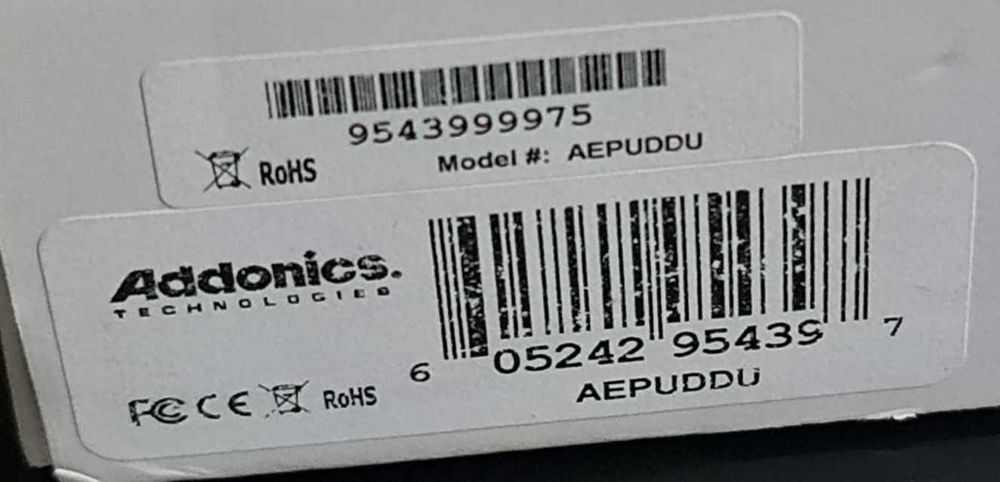 9543999975
RoHS
Model #: AEPUDDU
Addonics.
TECHNOLOGIES
6 05242 95439 7
AEPUDDU
FC CE RoHS